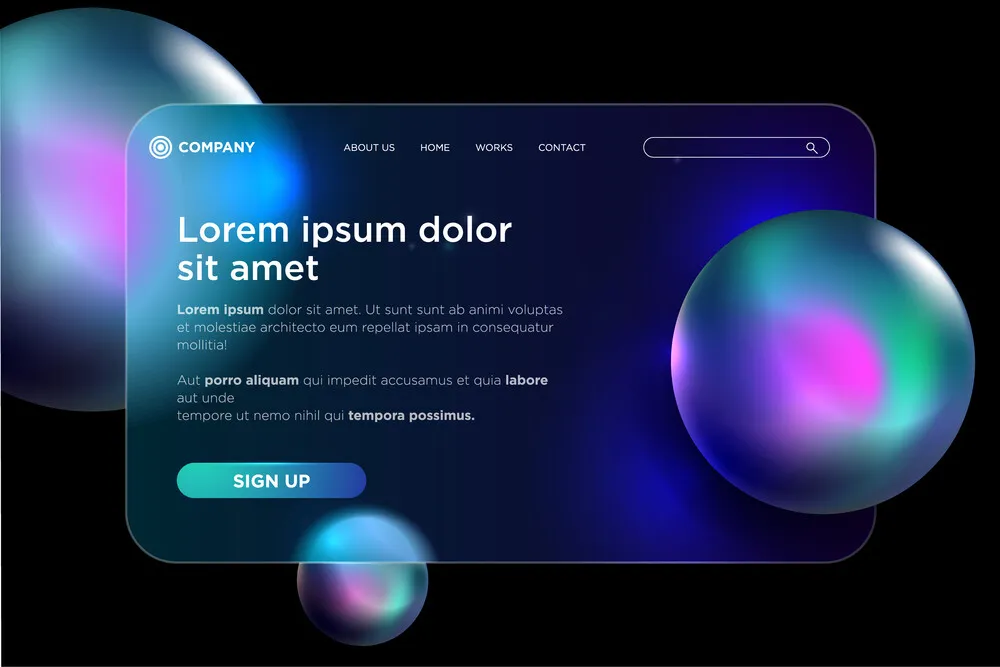 COMPANY
ABOUT US HOME WORKS CONTACT
Lorem ipsum dolor
sit amet
Lorem ipsum dolor sit amet. Ut sunt sunt ab animi voluptas
et molestiae architecto eum repellat ipsam in consequatur
mollitia!
Aut porro aliquam qui impedit accusamus et quia labore
aut unde
tempore ut nemo nihil qui tempora possimus.
SIGN UP